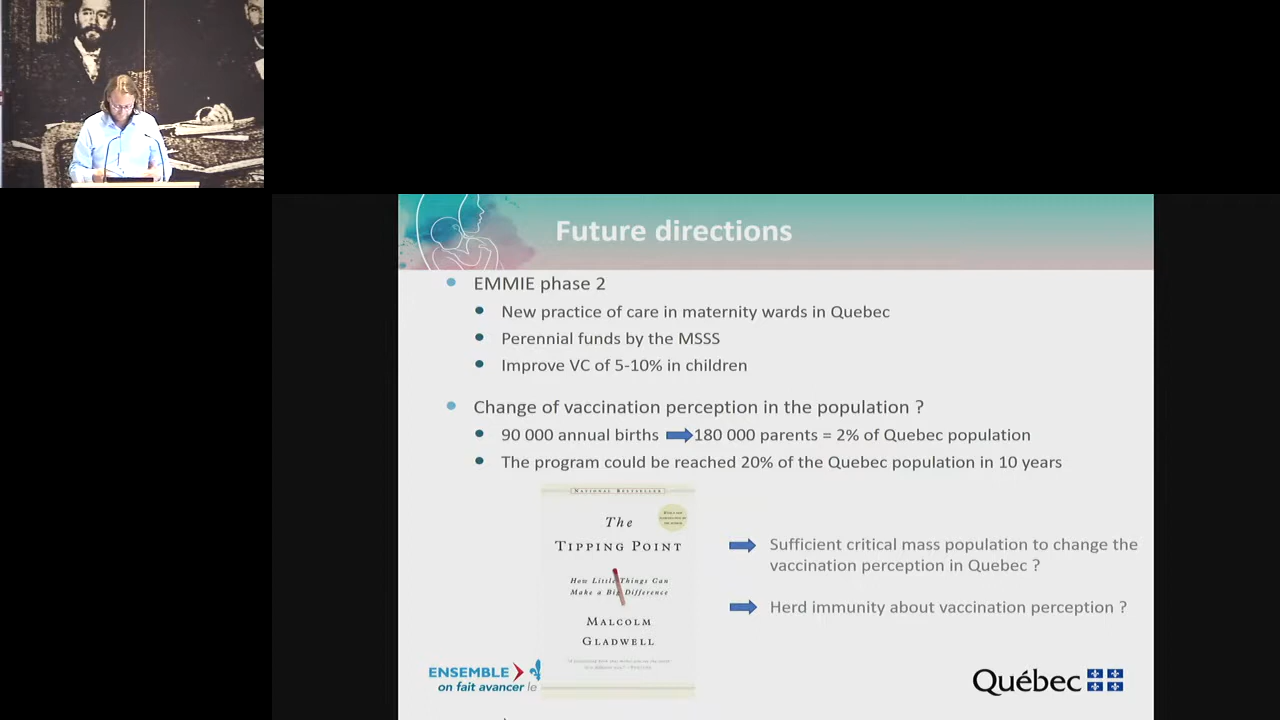 Future directions
EMMIE phase 2
New practice of care in maternity wards in Quebec
Perennial funds by the MSSS
Improve VC of 5-10% in children
Change of vaccination perception in the population ?
90 000 annual births 180 000 parents = 2% of Quebec population
The program could be reached 20% of the Quebec population in 10 years
NATIONAL BESTSELLER
The
TIPPING POINT
How Little Things Can
Make a Big Difference
MALCOLM
GLADWELL
Sufficient critical mass population to change the
vaccination perception in Quebec ?
Herd immunity about vaccination perception ?
ENSEMBLE
on fait avancer le
Québec